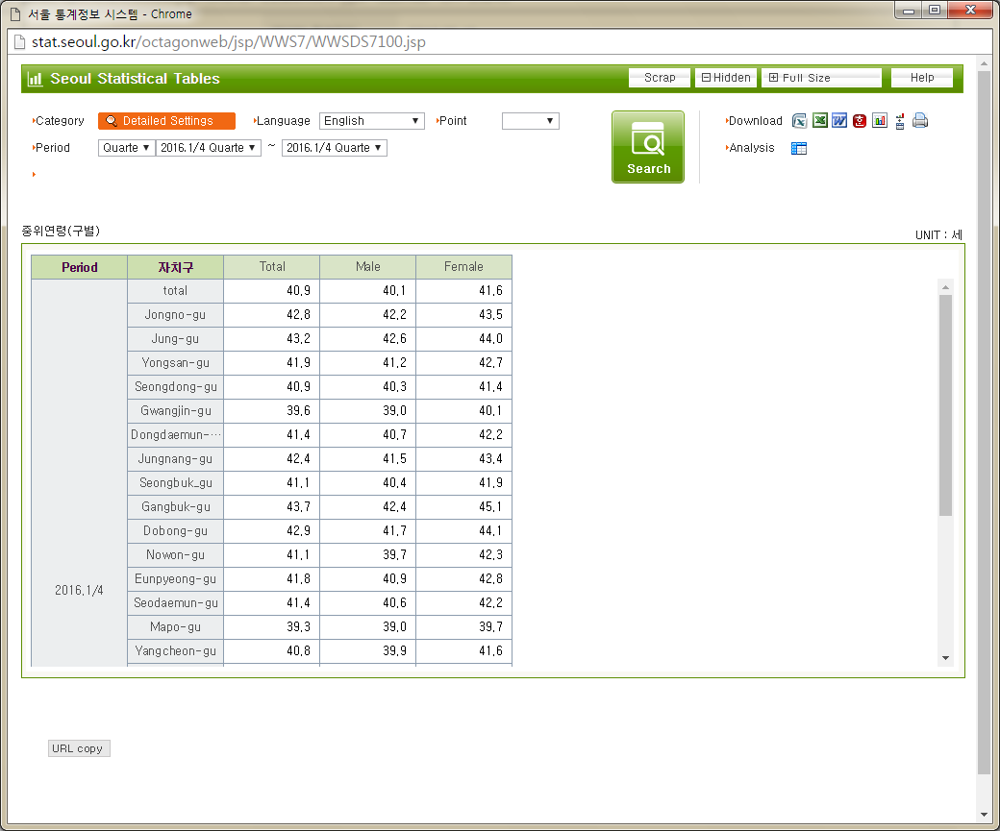 서울 통계정보 시스템 - Chrome
stat.seoul.go.kr/octagonweb/jsp/WWS7/WWSDS7100.jsp
Seoul Statistical Tables Scrap Hidden Full Size Help
Category Detailed Settings Language English Point Download
Period Quarte 2016.1/4 Quarte ~ 2016.1/4 Quarte Analysis
Search
중위연령(구별) UNIT : 세
Period 자치구 Total Male Female
total 40.9 40.1 41.6
Jongno-gu 42.8 42.2 43.5
Jung-gu 43.2 42.6 44.0
Yongsan-gu 41.9 41.2 42.7
Seongdong-gu 40.9 40.3 41.4
Gwangjin-gu 39.6 39.0 40.1
Dongdaemun-… 41.4 40.7 42.2
Jungnang-gu 42.4 41.5 43.4
Seongbuk_gu 41.1 40.4 41.9
Gangbuk-gu 43.7 42.4 45.1
Dobong-gu 42.9 41.7 44.1
Nowon-gu 41.1 39.7 42.3
Eunpyeong-gu 41.8 40.9 42.8
2016.1/4
Seodaemun-gu 41.4 40.6 42.2
Mapo-gu 39.3 39.0 39.7
Yangcheon-gu 40.8 39.9 41.6
URL copy